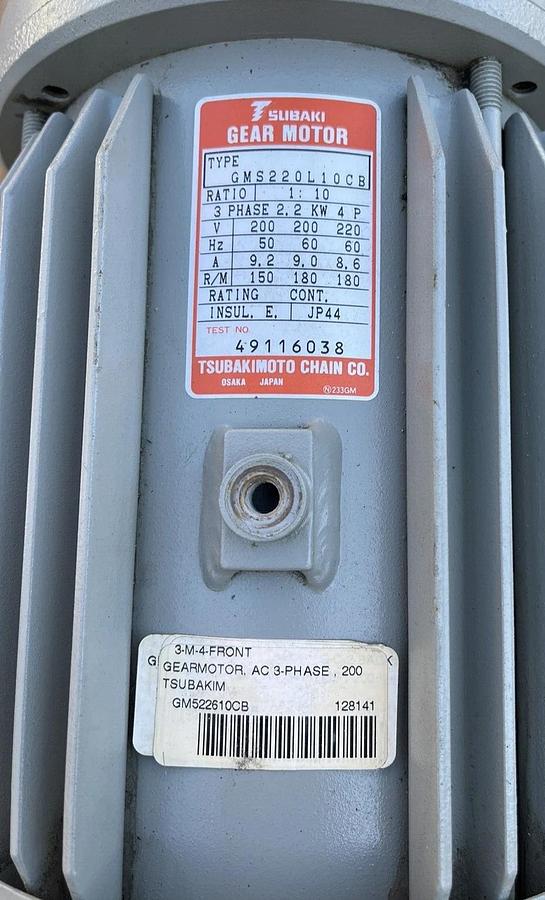 TSUBAKI
GEAR MOTOR
TYPE
GMS220L10CB
RATIO 1:10
3 PHASE 2.2 KW 4 P
V 200 200 220
Hz 50 60 60
A 9.2 9.0 8.6
R/M 150 180 180
RATING CONT.
INSUL. E. JP44
TEST NO.
49116038
TSUBAKIMOTO CHAIN CO.
OSAKA JAPAN
Ⓝ233GM
3-M-4-FRONT
GEARMOTOR, AC 3-PHASE , 200
TSUBAKIM
GM522610CB 128141